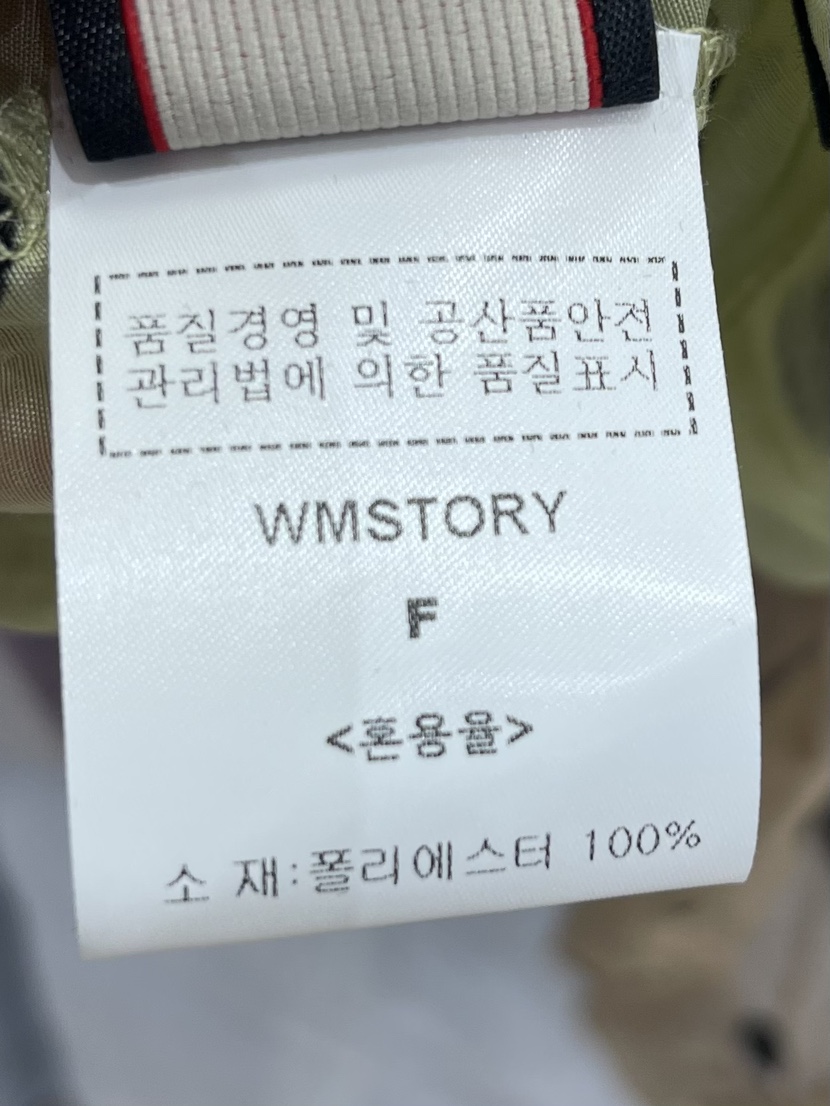 품질경영 및 공산품안전
관리법에 의한 품질표시
WMSTORY
F
<혼용율>
소 재:폴리에스터 100%